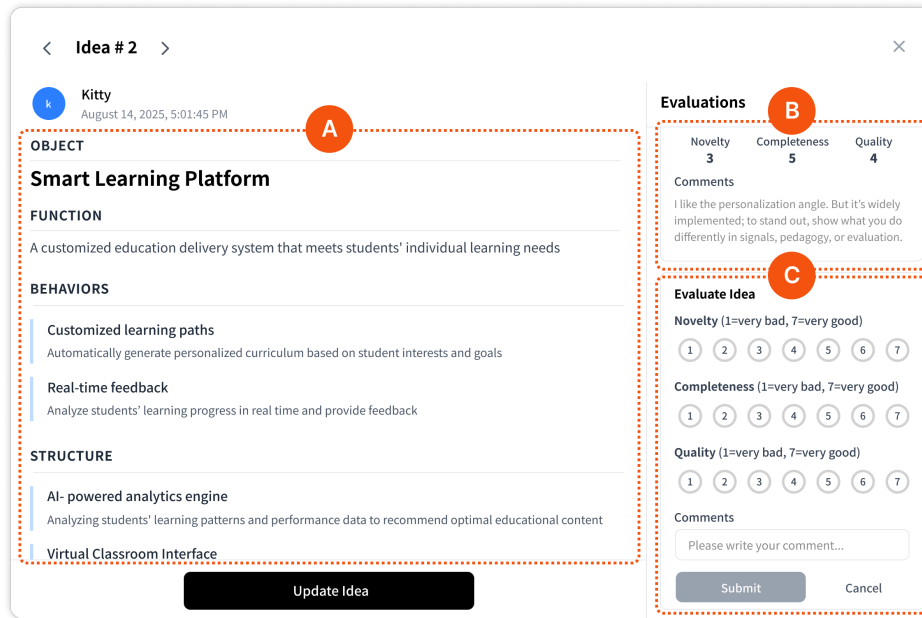 Idea # 2
k
Kitty
August 14, 2025, 5:01:45 PM
A
OBJECT
Smart Learning Platform
FUNCTION
A customized education delivery system that meets students' individual learning needs
BEHAVIORS
Customized learning paths
Automatically generate personalized curriculum based on student interests and goals
Real-time feedback
Analyze students’ learning progress in real time and provide feedback
STRUCTURE
AI- powered analytics engine
Analyzing students' learning patterns and performance data to recommend optimal educational content
Virtual Classroom Interface
Update Idea
Evaluations
B
Novelty Completeness Quality
3 5 4
Comments
I like the personalization angle. But it’s widely
implemented; to stand out, show what you do
differently in signals, pedagogy, or evaluation.
C
Evaluate Idea
Novelty (1=very bad, 7=very good)
1 2 3 4 5 6 7
Completeness (1=very bad, 7=very good)
1 2 3 4 5 6 7
Quality (1=very bad, 7=very good)
1 2 3 4 5 6 7
Comments
Please write your comment...
Submit Cancel